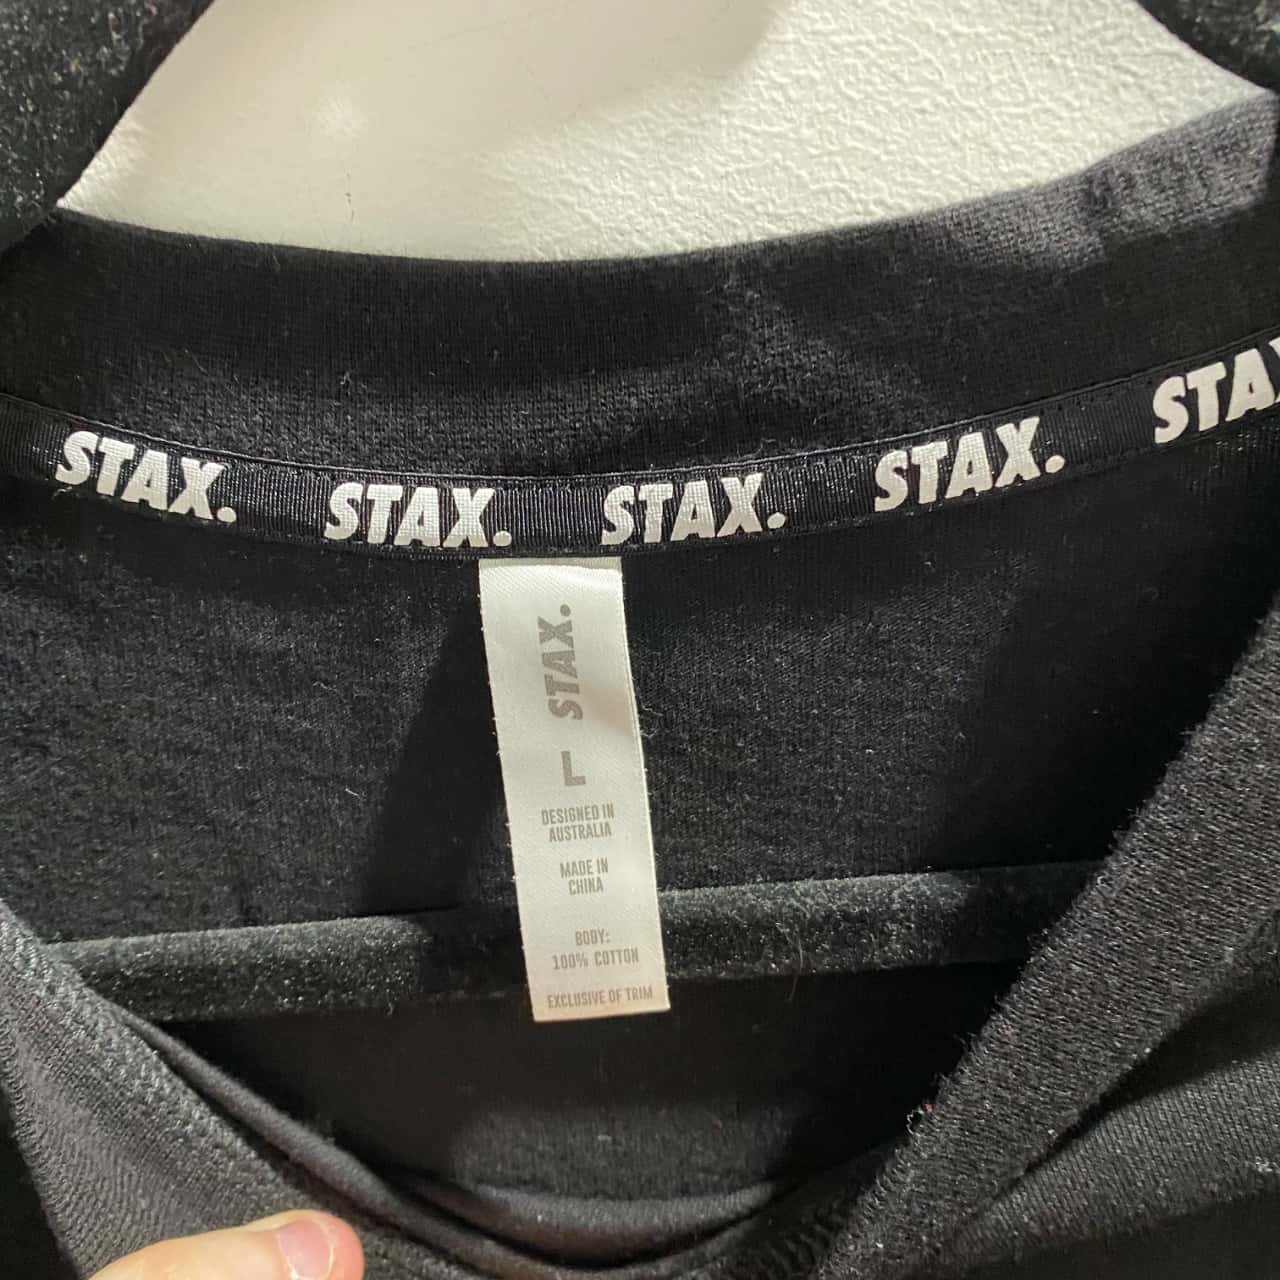 STAX. STAX. STAX. STAX. STA
STAX.
L
DESIGNED IN
AUSTRALIA
MADE IN
CHINA
BODY:
100% COTTON
EXCLUSIVE OF TRIM